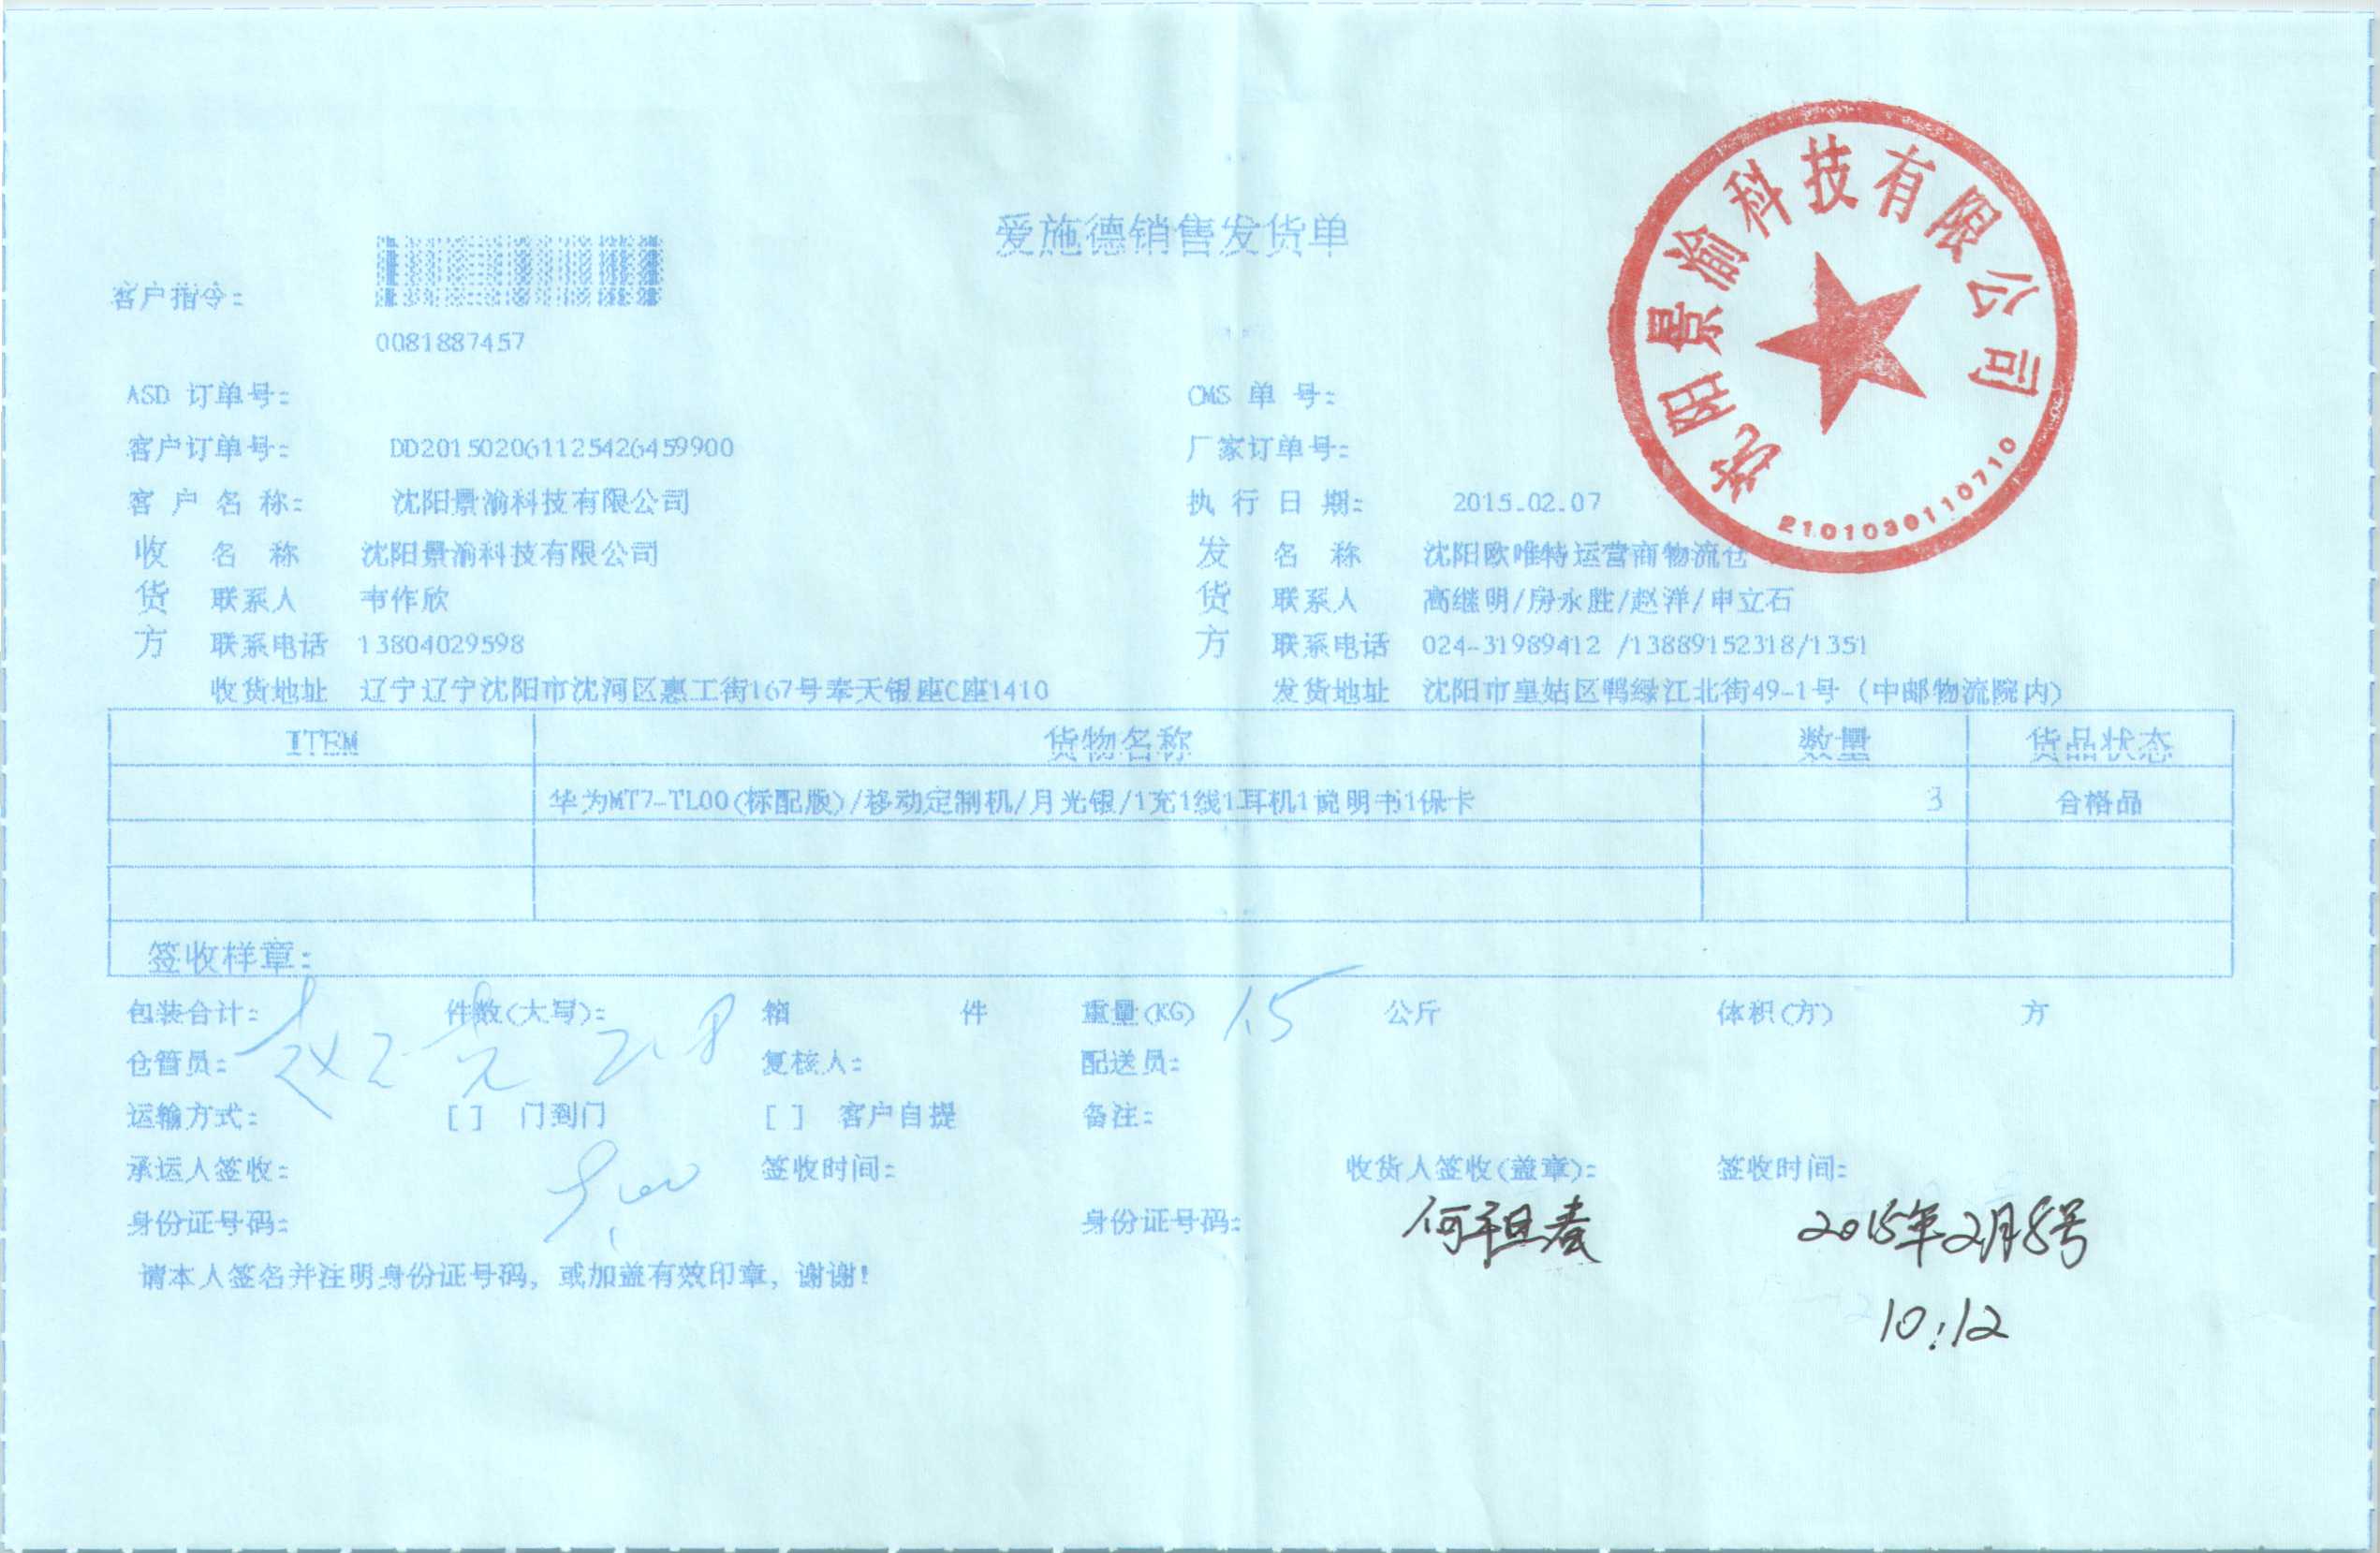 爱施德销售发货单
客户指令:
0081887457
ASD 订单号: CMS 单 号:
客户订单号: DD20150206112542645​9900 厂家订单号:
客 户 名 称: 沈阳景渝科技有限公司 执 行 日 期: 2015.02.07
收 名 称 沈阳景渝科技有限公司 发 名 称 沈阳欧唯特运营商物流仓
货 联系人 韦作欣 货 联系人 高继明/房永胜/赵洋/申立石
方 联系电话 13804029598 方 联系电话 024-31989412 /13889152318/1351
收货地址 辽宁辽宁沈阳市沈河区惠工街167号奉天银座C座1410 发货地址 沈阳市皇姑区鸭绿江北街49-1号 (中邮物流院内)
ITEM 货物名称 数量 货品状态
华为MT7-TL00(标配版)/移动定制机/月光银/1充1线1耳机1说明书1保卡 3 合格品
签收样章:
包装合计: 件数(大写): 箱 件 重量(KG) 1.5 公斤 体积(方) 方
仓管员: 2.8 复核人: 配送员:
运输方式: [ ] 门到门 [ ] 客户自提 备注:
承运人签收: 签收时间: 收货人签收(盖章): 签收时间:
身份证号码: 身份证号码: 2015年2月8号
10:12
请本人签名并注明身份证号码, 或加盖有效印章, 谢谢!
沈阳景渝科技有限公司
2101030110710